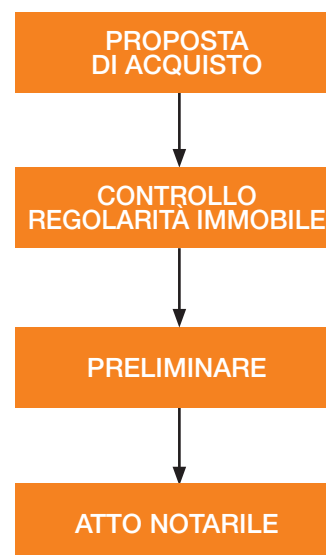 PROPOSTA
DI ACQUISTO
CONTROLLO
REGOLARITÀ IMMOBILE
PRELIMINARE
ATTO NOTARILE